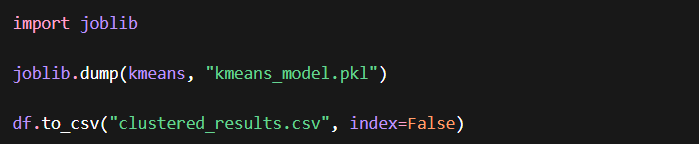 import joblib
joblib.dump(kmeans, "kmeans_model.pkl")
df.to_csv("clustered_results.csv", index=False)